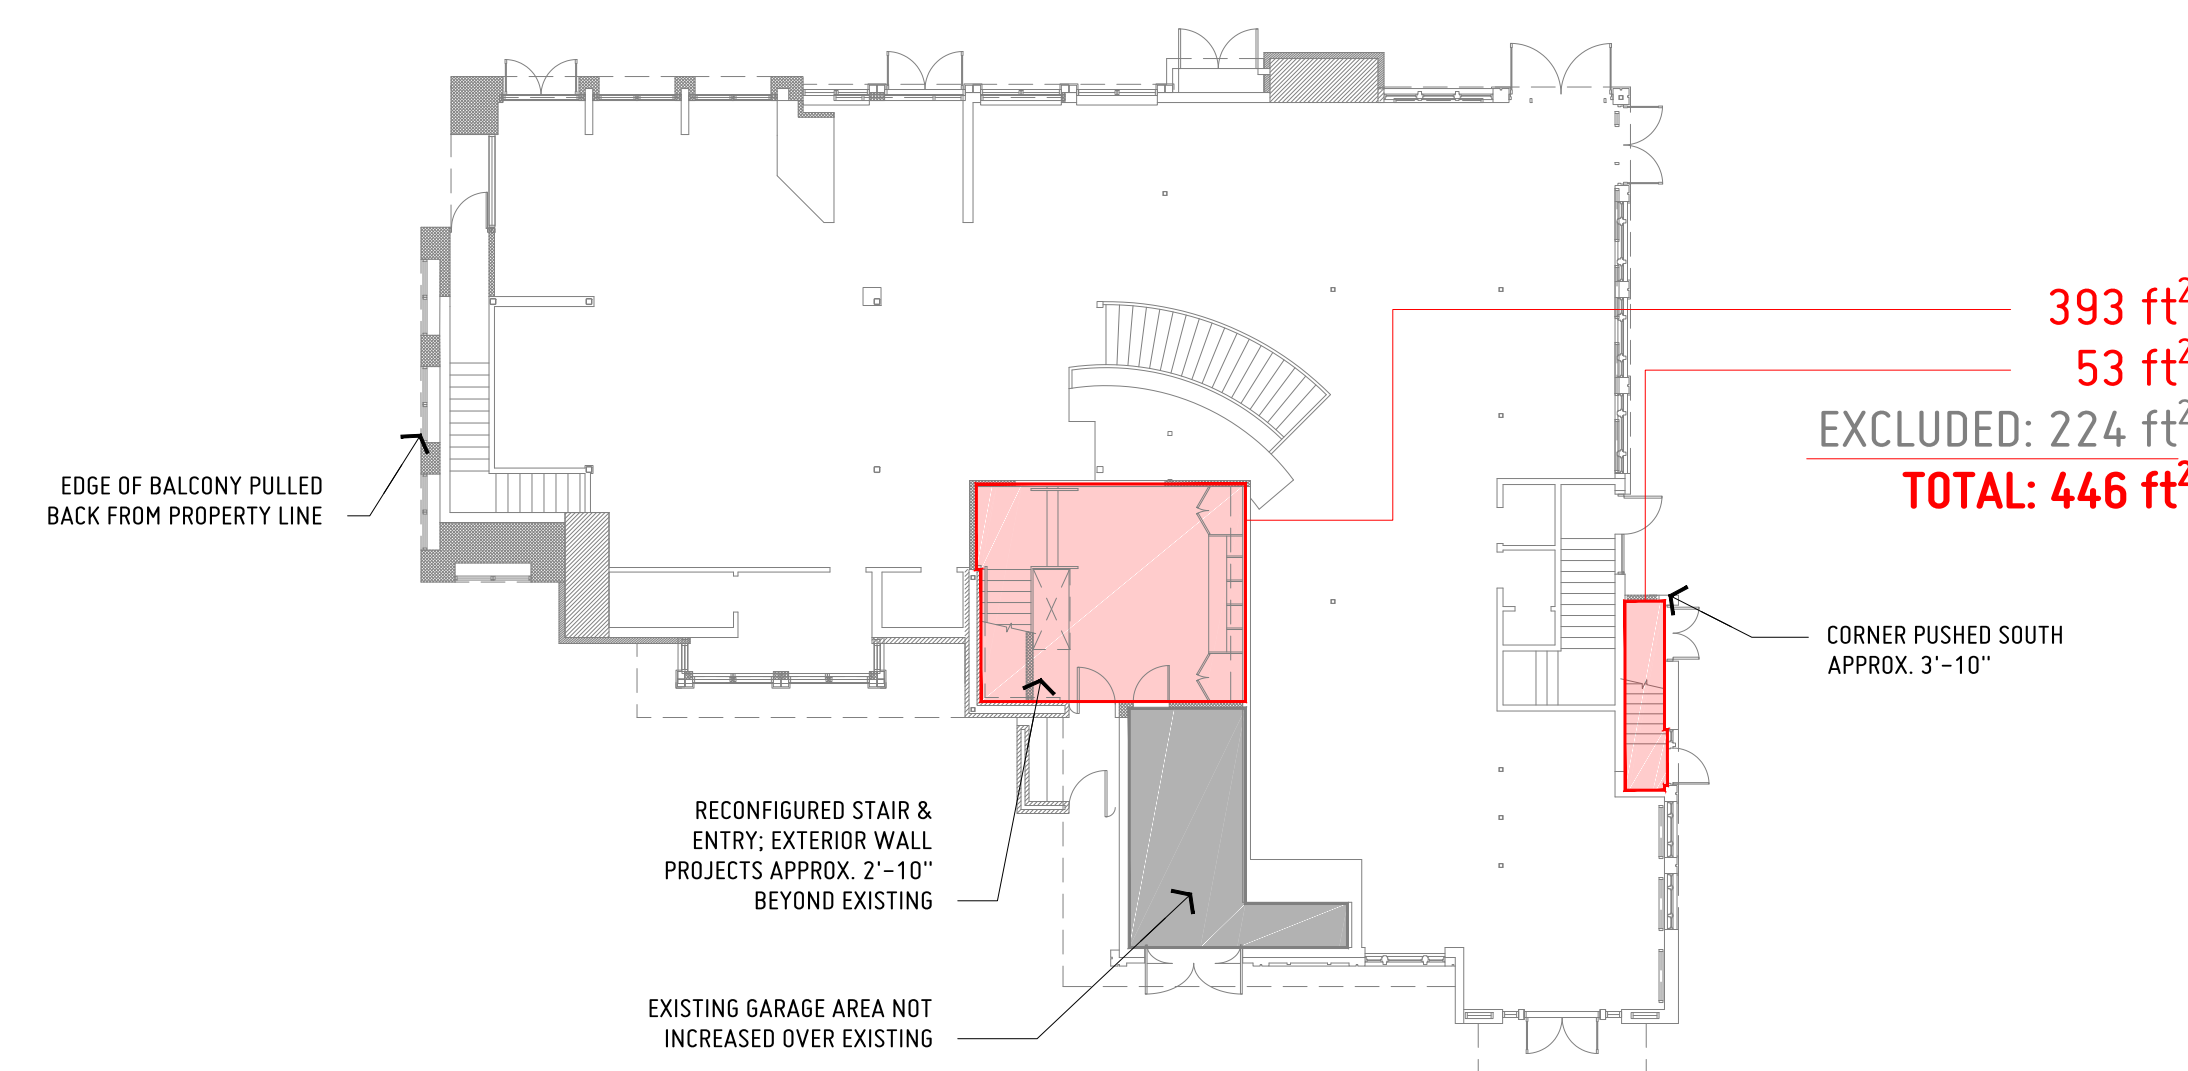 393 ft²
53 ft²
EXCLUDED: 224 ft²
TOTAL: 446 ft²
EDGE OF BALCONY PULLED
BACK FROM PROPERTY LINE
CORNER PUSHED SOUTH
APPROX. 3'-10"
RECONFIGURED STAIR &
ENTRY; EXTERIOR WALL
PROJECTS APPROX. 2'-10"
BEYOND EXISTING
EXISTING GARAGE AREA NOT
INCREASED OVER EXISTING